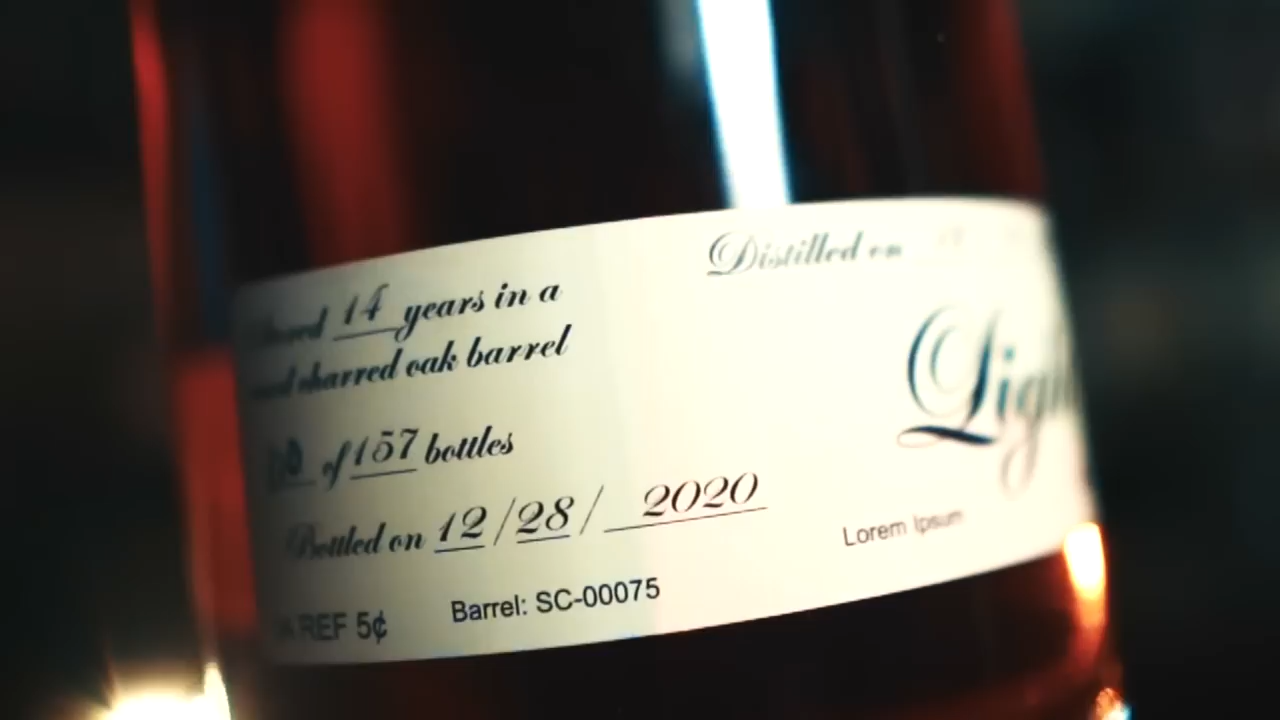 14 years in a
charred oak barrel
of 157 bottles
Bottled on 12/28/ 2020
REF 5¢
Barrel: SC-00075
Distilled on
Ligh
Lorem Ipsum